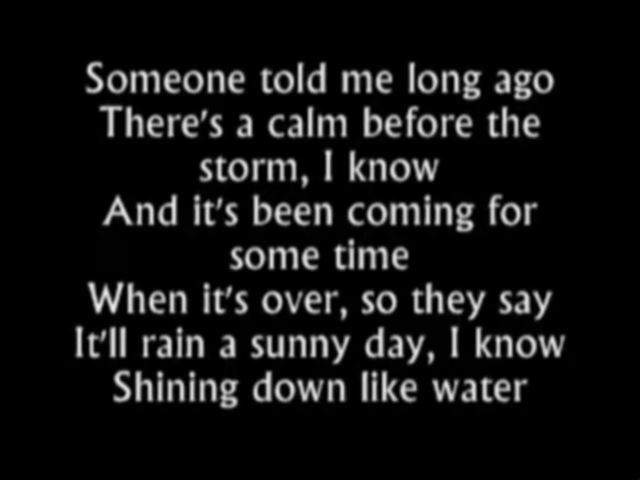 Someone told me long ago
There's a calm before the
storm, I know
And it's been coming for
some time
When it's over, so they say
It'll rain a sunny day, I know
Shining down like water